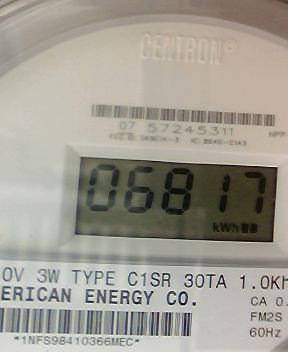 CENTRON®
07 57245311
06817
kWh
0V 3W TYPE C1SR 30TA 1.0Kh
ERICAN ENERGY CO.
CA 0.
FM2S
60Hz
*1NFS98410366MEC*